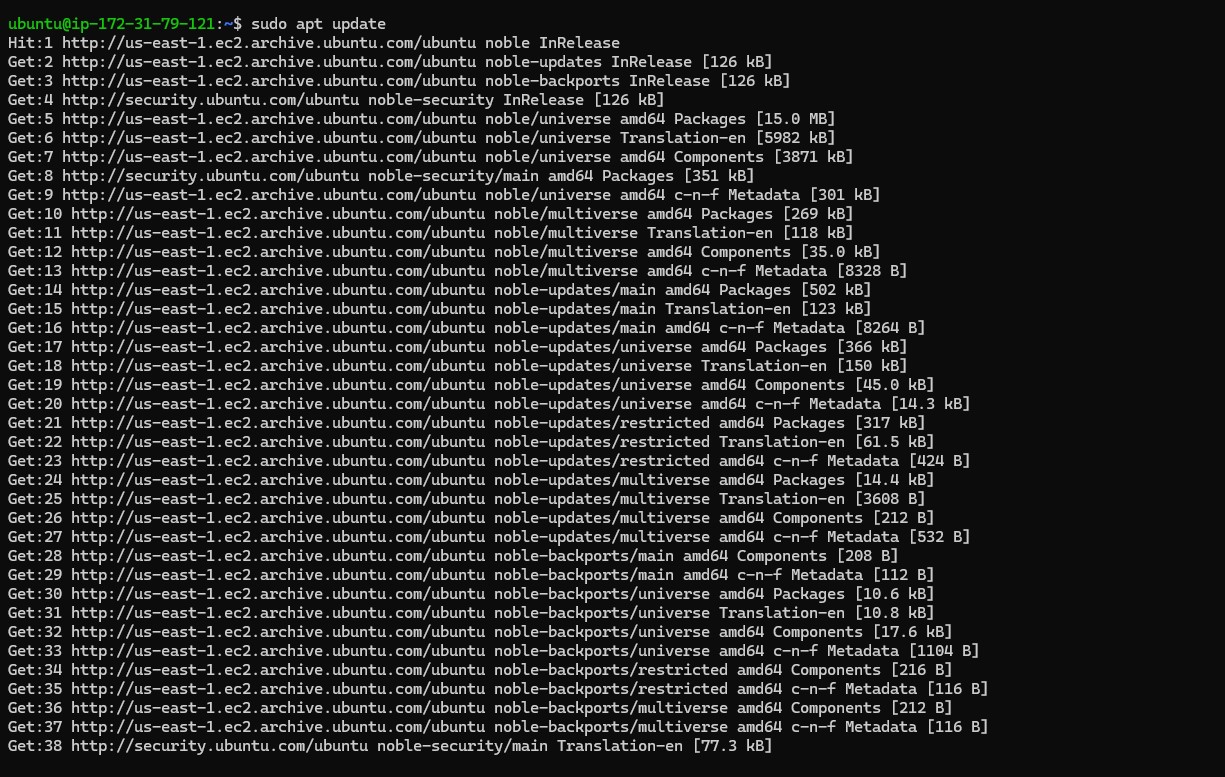 ubuntu@ip-172-31-79-121:~$ sudo apt update
Hit:1 http://us-east-1.ec2.archive.ubuntu.com/ubuntu noble InRelease
Get:2 http://us-east-1.ec2.archive.ubuntu.com/ubuntu noble-updates InRelease [126 kB]
Get:3 http://us-east-1.ec2.archive.ubuntu.com/ubuntu noble-backports InRelease [126 kB]
Get:4 http://security.ubuntu.com/ubuntu noble-security InRelease [126 kB]
Get:5 http://us-east-1.ec2.archive.ubuntu.com/ubuntu noble/universe amd64 Packages [15.0 MB]
Get:6 http://us-east-1.ec2.archive.ubuntu.com/ubuntu noble/universe Translation-en [5982 kB]
Get:7 http://us-east-1.ec2.archive.ubuntu.com/ubuntu noble/universe amd64 Components [3871 kB]
Get:8 http://security.ubuntu.com/ubuntu noble-security/main amd64 Packages [351 kB]
Get:9 http://us-east-1.ec2.archive.ubuntu.com/ubuntu noble/universe amd64 c-n-f Metadata [301 kB]
Get:10 http://us-east-1.ec2.archive.ubuntu.com/ubuntu noble/multiverse amd64 Packages [269 kB]
Get:11 http://us-east-1.ec2.archive.ubuntu.com/ubuntu noble/multiverse Translation-en [118 kB]
Get:12 http://us-east-1.ec2.archive.ubuntu.com/ubuntu noble/multiverse amd64 Components [35.0 kB]
Get:13 http://us-east-1.ec2.archive.ubuntu.com/ubuntu noble/multiverse amd64 c-n-f Metadata [8328 B]
Get:14 http://us-east-1.ec2.archive.ubuntu.com/ubuntu noble-updates/main amd64 Packages [502 kB]
Get:15 http://us-east-1.ec2.archive.ubuntu.com/ubuntu noble-updates/main Translation-en [123 kB]
Get:16 http://us-east-1.ec2.archive.ubuntu.com/ubuntu noble-updates/main amd64 c-n-f Metadata [8264 B]
Get:17 http://us-east-1.ec2.archive.ubuntu.com/ubuntu noble-updates/universe amd64 Packages [366 kB]
Get:18 http://us-east-1.ec2.archive.ubuntu.com/ubuntu noble-updates/universe Translation-en [150 kB]
Get:19 http://us-east-1.ec2.archive.ubuntu.com/ubuntu noble-updates/universe amd64 Components [45.0 kB]
Get:20 http://us-east-1.ec2.archive.ubuntu.com/ubuntu noble-updates/universe amd64 c-n-f Metadata [14.3 kB]
Get:21 http://us-east-1.ec2.archive.ubuntu.com/ubuntu noble-updates/restricted amd64 Packages [317 kB]
Get:22 http://us-east-1.ec2.archive.ubuntu.com/ubuntu noble-updates/restricted Translation-en [61.5 kB]
Get:23 http://us-east-1.ec2.archive.ubuntu.com/ubuntu noble-updates/restricted amd64 c-n-f Metadata [424 B]
Get:24 http://us-east-1.ec2.archive.ubuntu.com/ubuntu noble-updates/multiverse amd64 Packages [14.4 kB]
Get:25 http://us-east-1.ec2.archive.ubuntu.com/ubuntu noble-updates/multiverse Translation-en [3608 B]
Get:26 http://us-east-1.ec2.archive.ubuntu.com/ubuntu noble-updates/multiverse amd64 Components [212 B]
Get:27 http://us-east-1.ec2.archive.ubuntu.com/ubuntu noble-updates/multiverse amd64 c-n-f Metadata [532 B]
Get:28 http://us-east-1.ec2.archive.ubuntu.com/ubuntu noble-backports/main amd64 Components [208 B]
Get:29 http://us-east-1.ec2.archive.ubuntu.com/ubuntu noble-backports/main amd64 c-n-f Metadata [112 B]
Get:30 http://us-east-1.ec2.archive.ubuntu.com/ubuntu noble-backports/universe amd64 Packages [10.6 kB]
Get:31 http://us-east-1.ec2.archive.ubuntu.com/ubuntu noble-backports/universe Translation-en [10.8 kB]
Get:32 http://us-east-1.ec2.archive.ubuntu.com/ubuntu noble-backports/universe amd64 Components [17.6 kB]
Get:33 http://us-east-1.ec2.archive.ubuntu.com/ubuntu noble-backports/universe amd64 c-n-f Metadata [1104 B]
Get:34 http://us-east-1.ec2.archive.ubuntu.com/ubuntu noble-backports/restricted amd64 Components [216 B]
Get:35 http://us-east-1.ec2.archive.ubuntu.com/ubuntu noble-backports/restricted amd64 c-n-f Metadata [116 B]
Get:36 http://us-east-1.ec2.archive.ubuntu.com/ubuntu noble-backports/multiverse amd64 Components [212 B]
Get:37 http://us-east-1.ec2.archive.ubuntu.com/ubuntu noble-backports/multiverse amd64 c-n-f Metadata [116 B]
Get:38 http://security.ubuntu.com/ubuntu noble-security/main Translation-en [77.3 kB]